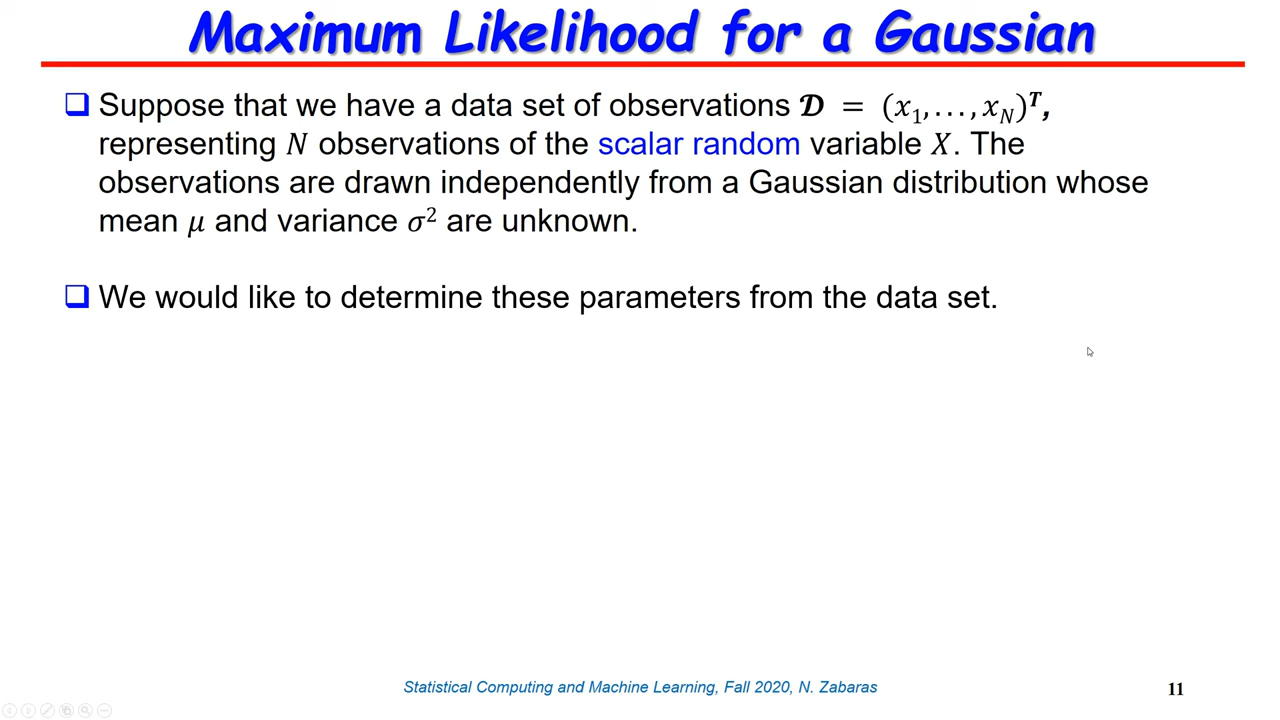 Maximum Likelihood for a Gaussian
Suppose that we have a data set of observations 𝓓 = (x₁,...,x_N)ᵀ,
representing N observations of the scalar random variable X. The
observations are drawn independently from a Gaussian distribution whose
mean μ and variance σ² are unknown.
We would like to determine these parameters from the data set.
Statistical Computing and Machine Learning, Fall 2020, N. Zabaras
11